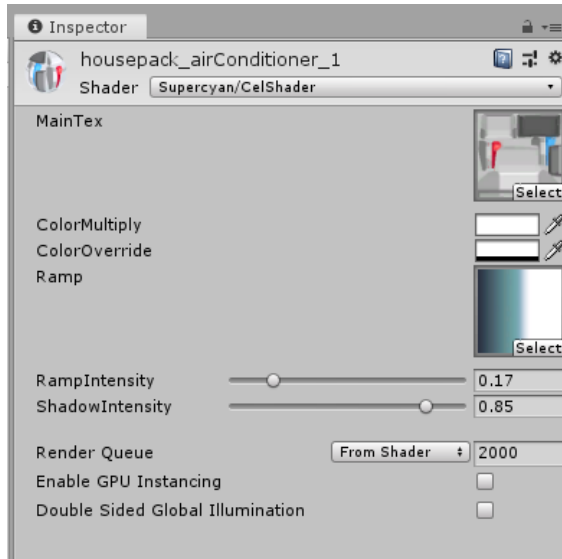 Inspector
housepack_airConditioner_1
Shader Supercyan/CelShader
MainTex
Select
ColorMultiply
ColorOverride
Ramp
Select
RampIntensity 0.17
ShadowIntensity 0.85
Render Queue From Shader 2000
Enable GPU Instancing
Double Sided Global Illumination